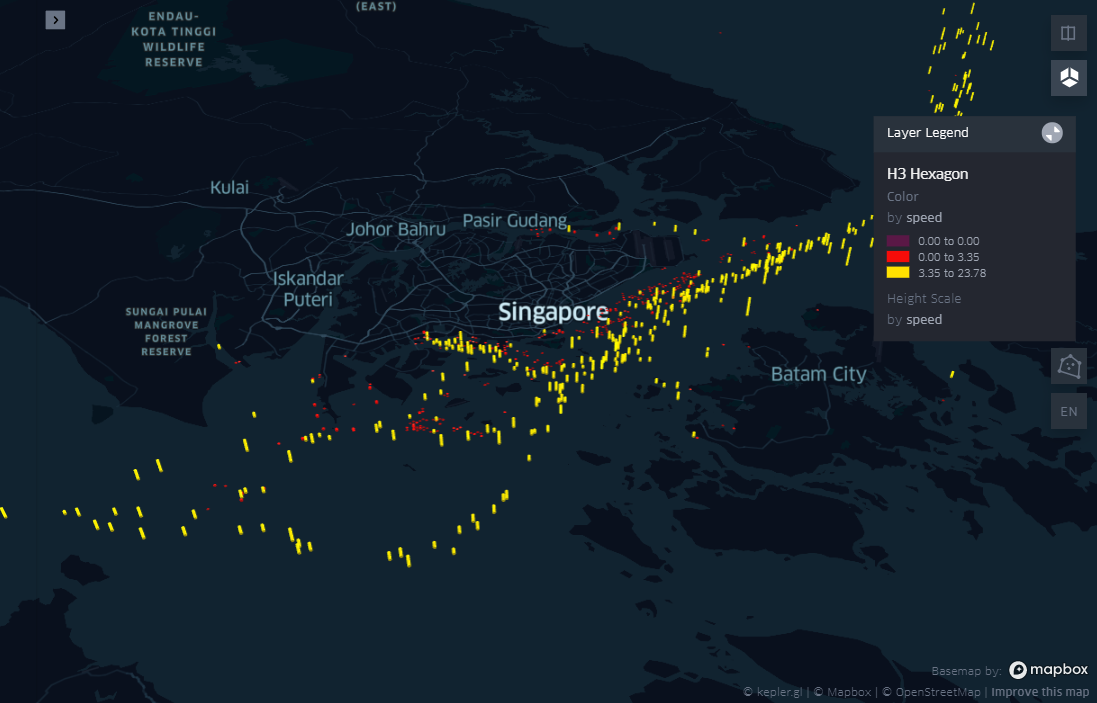 (EAST)
ENDAU-
KOTA TINGGI
WILDLIFE
RESERVE
Layer Legend
H3 Hexagon
Color
by speed
0.00 to 0.00
0.00 to 3.35
3.35 to 23.78
Height Scale
by speed
Kulai
Johor Bahru
Pasir Gudang
Iskandar
Puteri
SUNGAI PULAI
MANGROVE
FOREST
RESERVE
Singapore
Batam City
EN
Basemap by: mapbox
© kepler.gl | © Mapbox | © OpenStreetMap | Improve this map